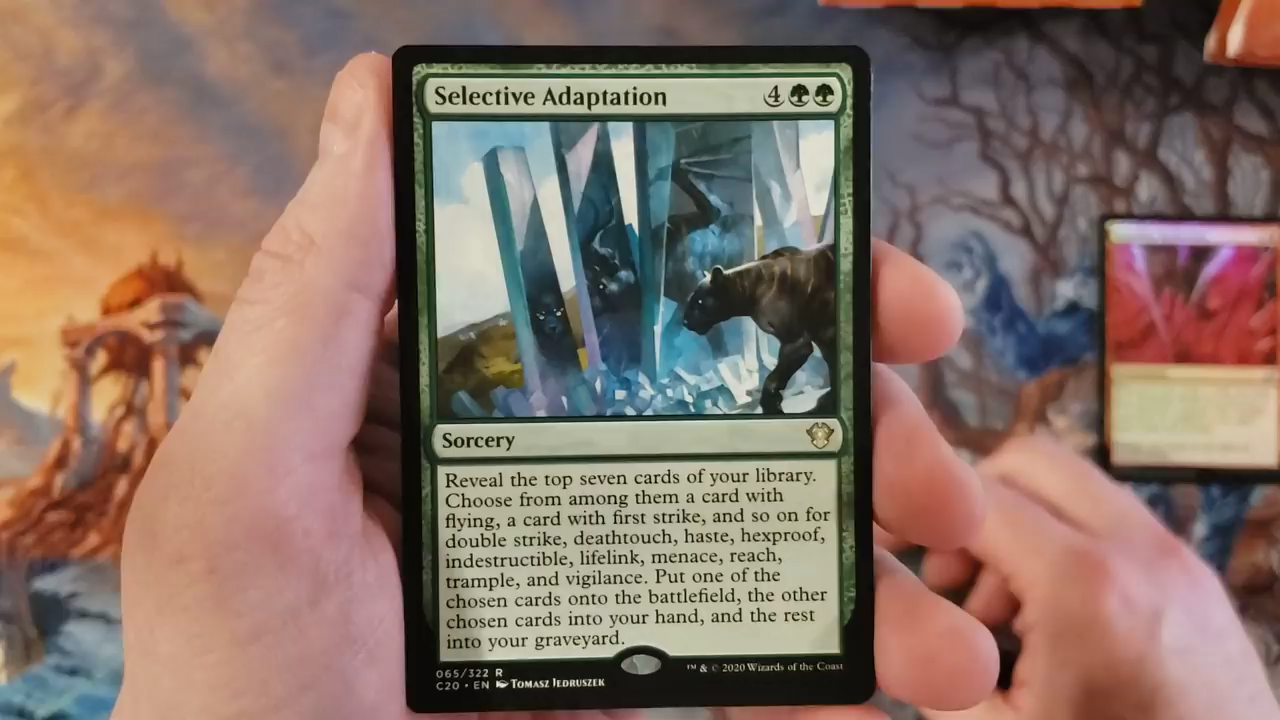 Selective Adaptation 4
Sorcery
Reveal the top seven cards of your library.
Choose from among them a card with
flying, a card with first strike, and so on for
double strike, deathtouch, haste, hexproof,
indestructible, lifelink, menace, reach,
trample, and vigilance. Put one of the
chosen cards onto the battlefield, the other
chosen cards into your hand, and the rest
into your graveyard.
065/322 R
™ & © 2020 Wizards of the Coast
C20 • EN Tomasz Jedruszek